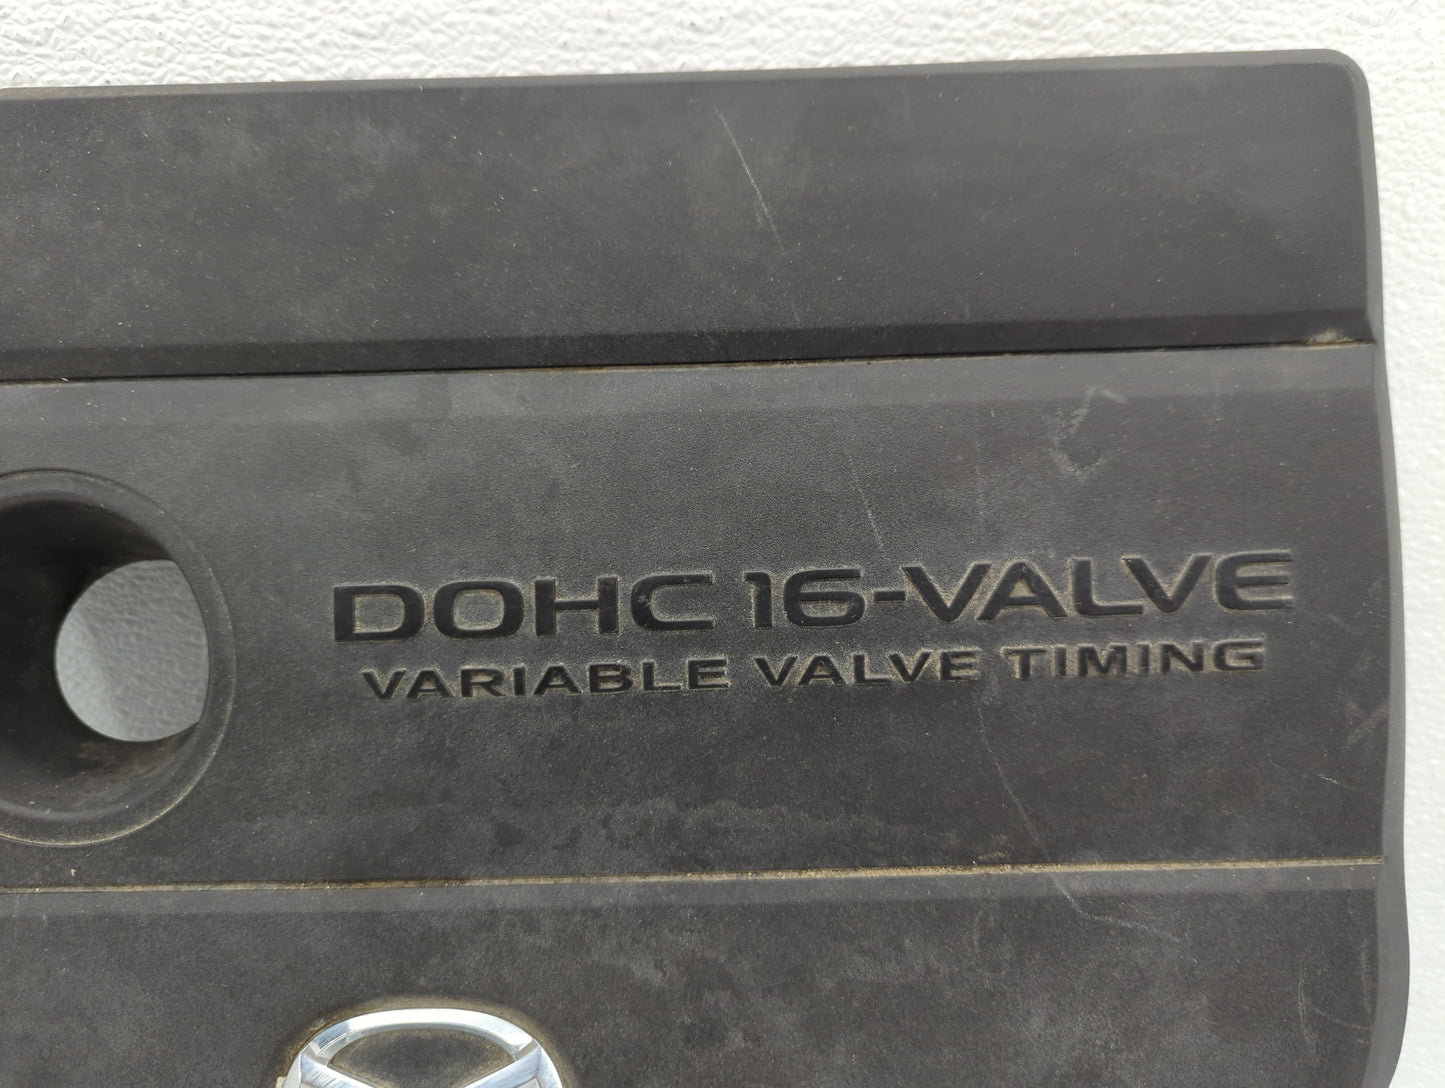 DOHC 16-VALVE
VARIABLE VALVE TIMING